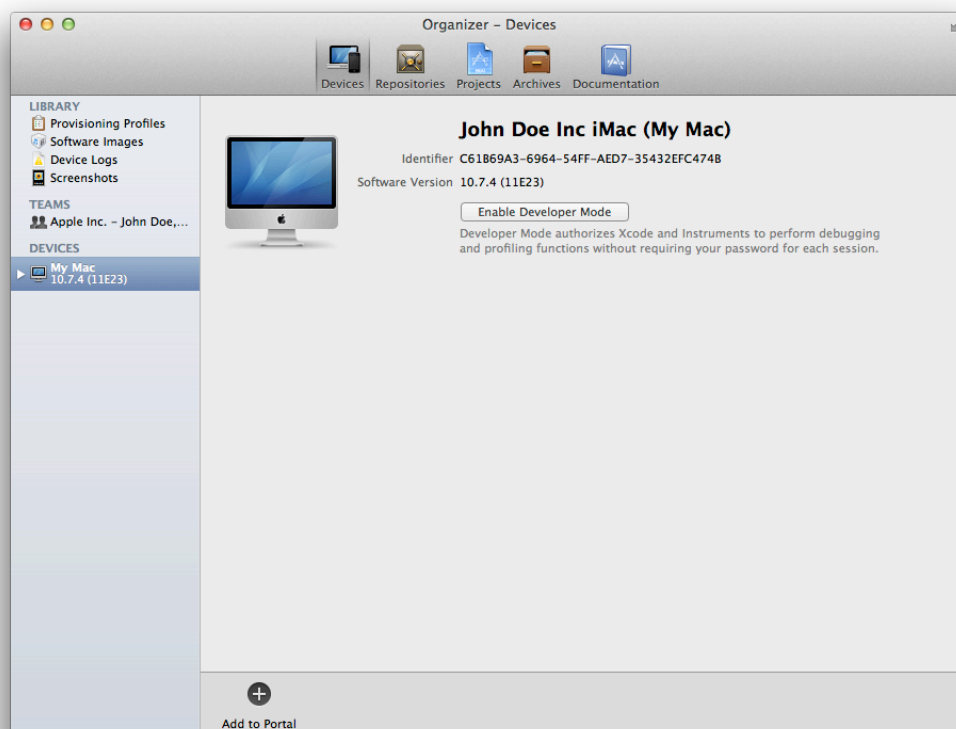 Organizer – Devices
Devices Repositories Projects Archives Documentation
LIBRARY
Provisioning Profiles
Software Images
Device Logs
Screenshots
TEAMS
Apple Inc. – John Doe,...
DEVICES
My Mac
10.7.4 (11E23)
John Doe Inc iMac (My Mac)
Identifier C61B69A3-6964-54FF-AED7-35432EFC474B
Software Version 10.7.4 (11E23)
Enable Developer Mode
Developer Mode authorizes Xcode and Instruments to perform debugging
and profiling functions without requiring your password for each session.
Add to Portal